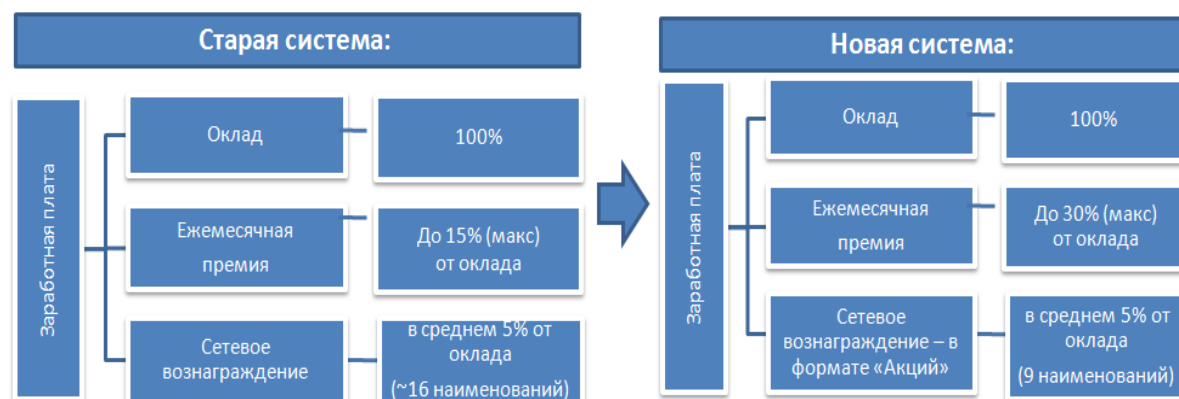 Старая система:
Заработная плата
Оклад
100%
Ежемесячная
премия
До 15% (макс)
от оклада
Сетевое
вознаграждение
в среднем 5% от
оклада
(~16 наименований)
Новая система:
Заработная плата
Оклад
100%
Ежемесячная
премия
До 30% (макс)
от оклада
Сетевое
вознаграждение – в
формате «Акций»
в среднем 5% от
оклада
(9 наименований)